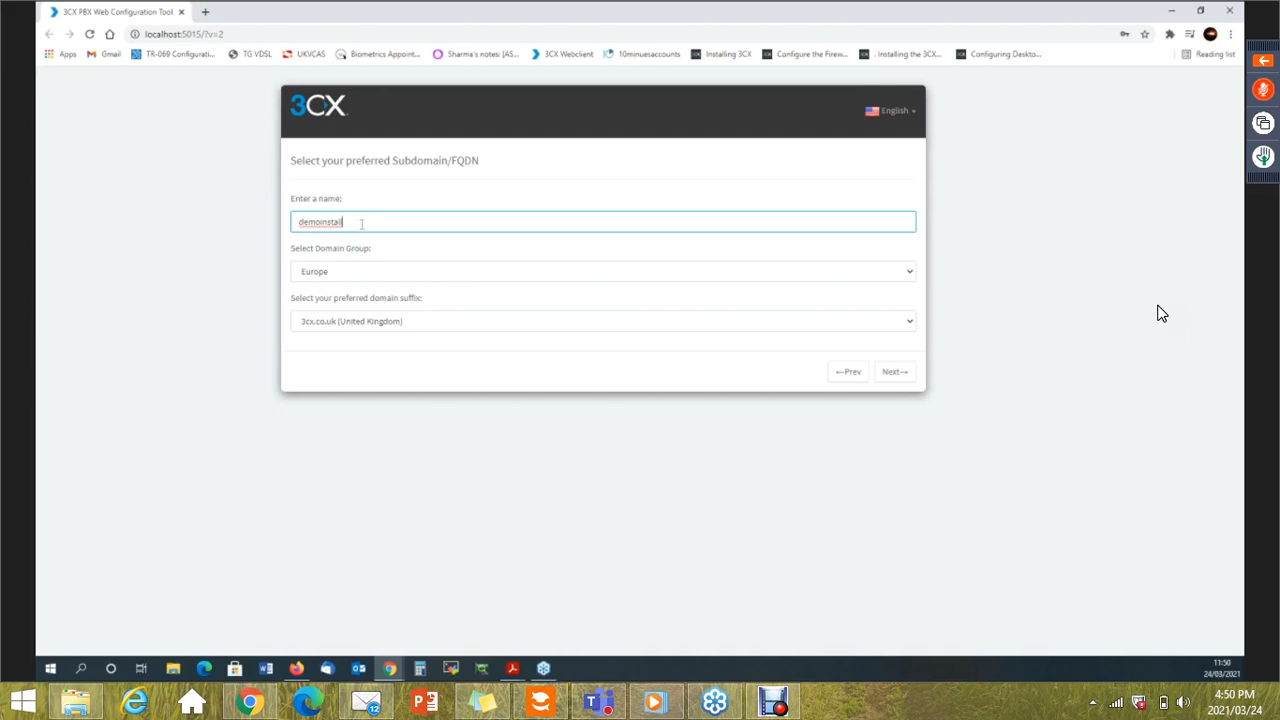 3CX PBX Web Configuration Tool
localhost:5015/?v=2
Apps Gmail TR-069 Configurati... TG VDSL UKVCAS Biometrics Appoint... Sharma's notes: (AS... 3CX Webclient 10minuesaccounts Installing 3CX Configure the Firew... . Installing the 3CX... Configuring Deskto... Reading list
3CX
English
Select your preferred Subdomain/FQDN
Enter a name:
demoinstall
Select Domain Group:
Europe
Select your preferred domain suffix:
3cx.co.uk (United Kingdom)
←Prev Next→
11:50
24/03/2021
12
4:50 PM
2021/03/24